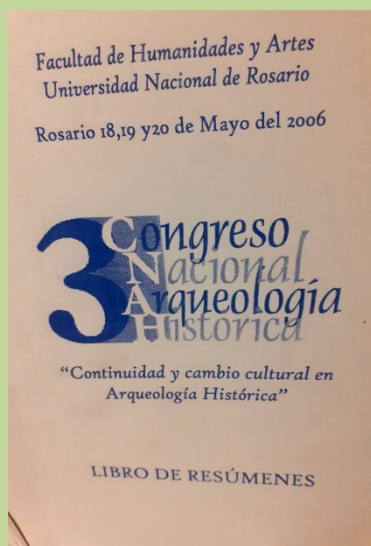 Facultad de Humanidades y Artes
Universidad Nacional de Rosario
Rosario 18,19 y20 de Mayo del 2006
3 Congreso
Nacional
Arqueología
Histórica
“Continuidad y cambio cultural en
Arqueología Histórica”
LIBRO DE RESÚMENES